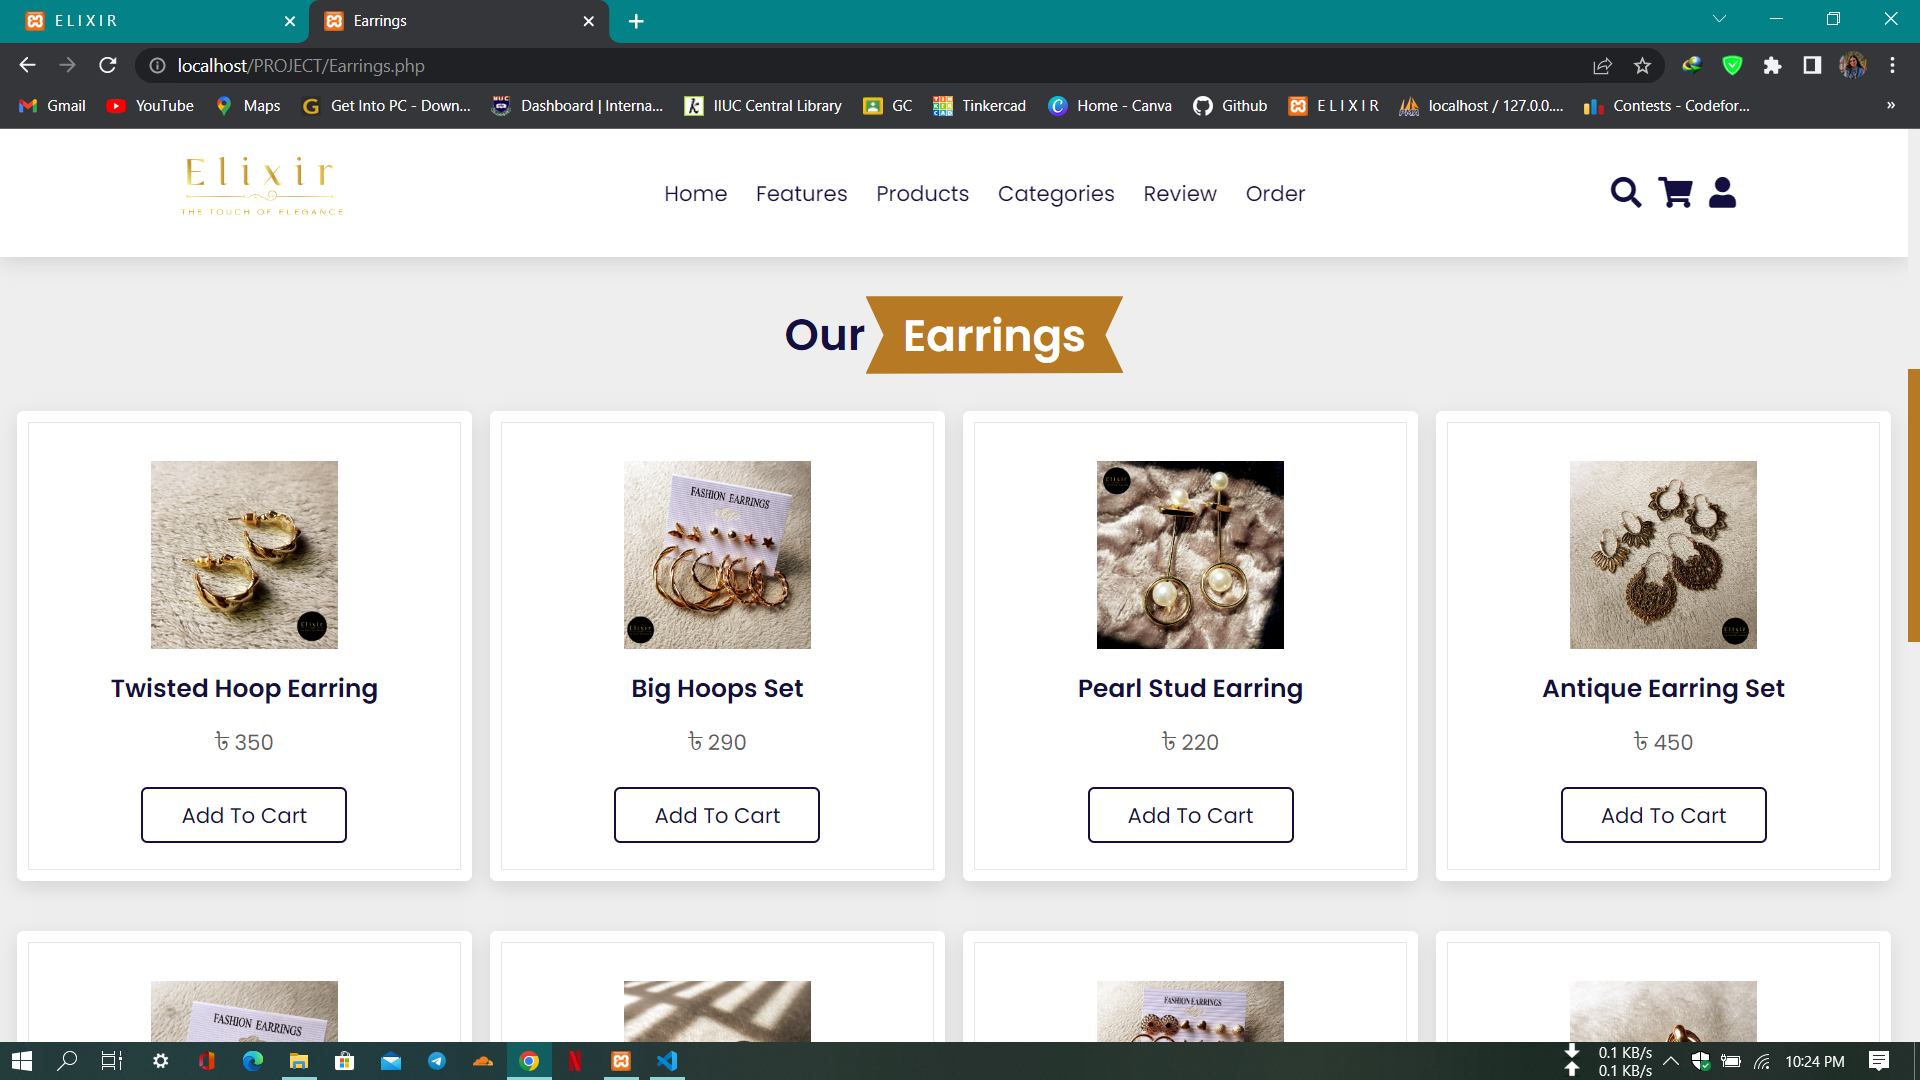 E L I X I R
Earrings
localhost/PROJECT/Earrings.php
Gmail
YouTube
Maps
Get Into PC - Down...
Dashboard | Interna...
IIUC Central Library
GC
Tinkercad
Home - Canva
Github
E L I X I R
localhost / 127.0.0....
Contests - Codefor...
»
Elixir
THE TOUCH OF ELEGANCE
Home
Features
Products
Categories
Review
Order
Our Earrings
FASHION EARRINGS
Elixir
Elixir
Elixir
Elixir
Twisted Hoop Earring
Big Hoops Set
Pearl Stud Earring
Antique Earring Set
৳ 350
৳ 290
৳ 220
৳ 450
Add To Cart
Add To Cart
Add To Cart
Add To Cart
FASHION EARRINGS
FASHION EARRINGS
0.1 KB/s
0.1 KB/s
10:24 PM